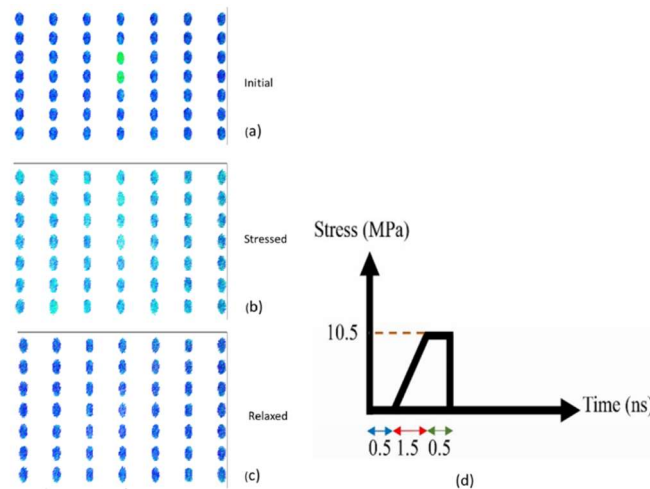 Initial
(a)
Stressed
(b)
Relaxed
(c)
Stress (MPa)
10.5
Time (ns)
0.5 1.5 0.5
(d)